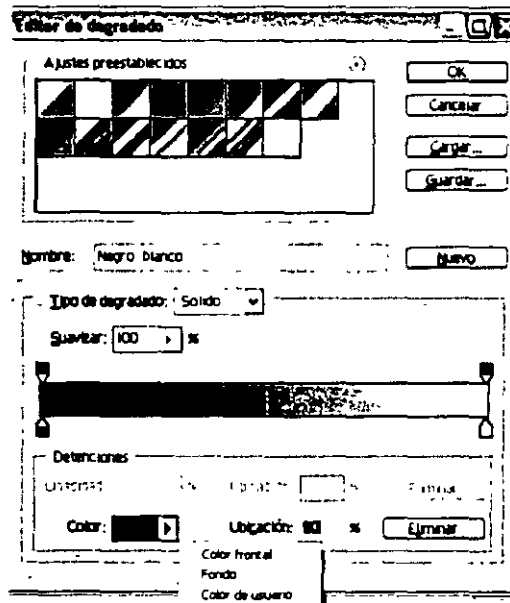 Editor de degradado
Ajustes preestablecidos
OK
Cancelar
Cargar...
Guardar...
Nombre: Negro blanco
Nuevo
Tipo de degradado: Sólido
Suavizar: 100 %
Detenciones
%
%
Eliminar
Color:
Ubicación: %
Eliminar
Color frontal
Fondo
Color de usuario